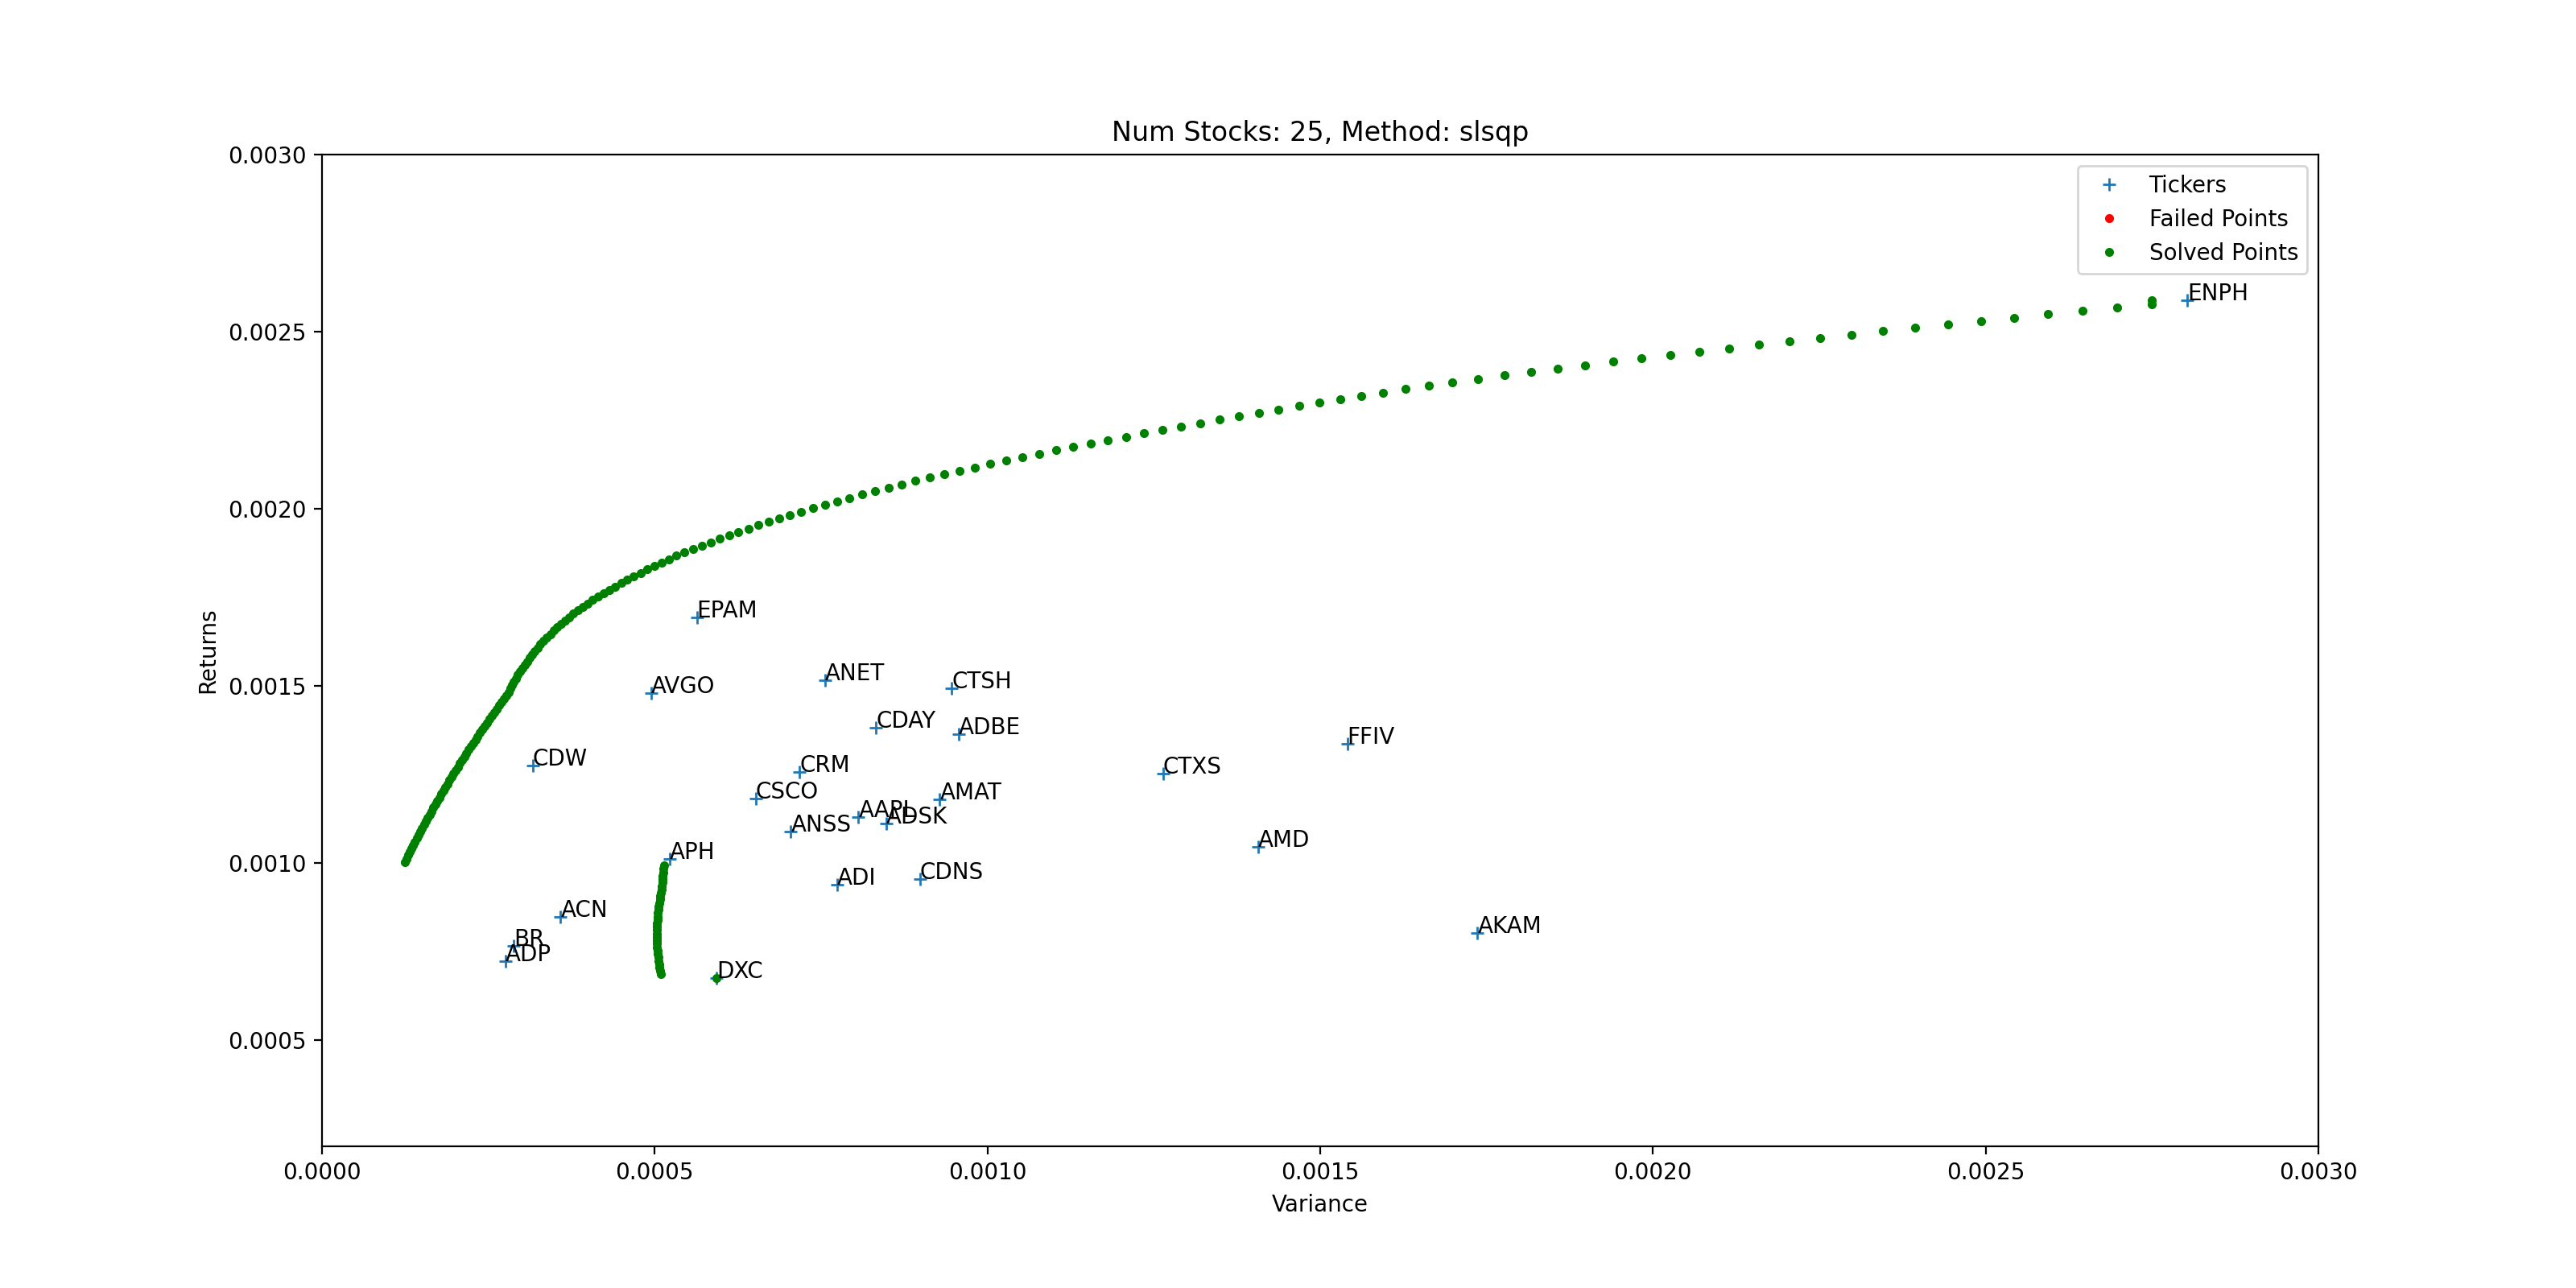 Num Stocks: 25, Method: slsqp
0.0030
Tickers
Failed Points
Solved Points
ENPH
0.0025
0.0020
EPAM
Returns
ANET
CTSH
0.0015
AVGO
CDAY
ADBE
FFIV
CDW
CRM
CTXS
CSCO
AMAT
AAPL
ADSK
ANSS
AMD
0.0010
APH
ADI
CDNS
ACN
AKAM
BR
ADP
DXC
0.0005
0.0000 0.0005 0.0010 0.0015 0.0020 0.0025 0.0030
Variance